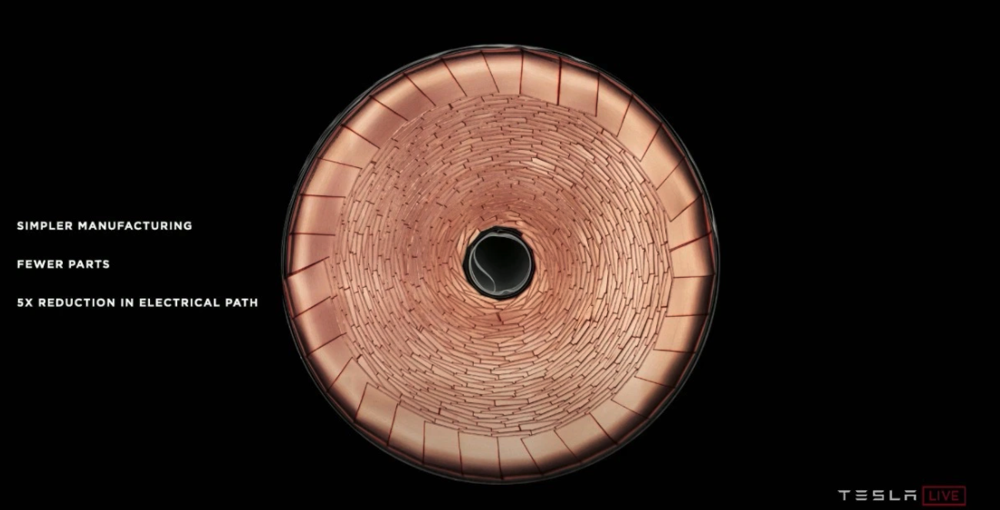 SIMPLER MANUFACTURING
FEWER PARTS
5X REDUCTION IN ELECTRICAL PATH
TESLA LIVE